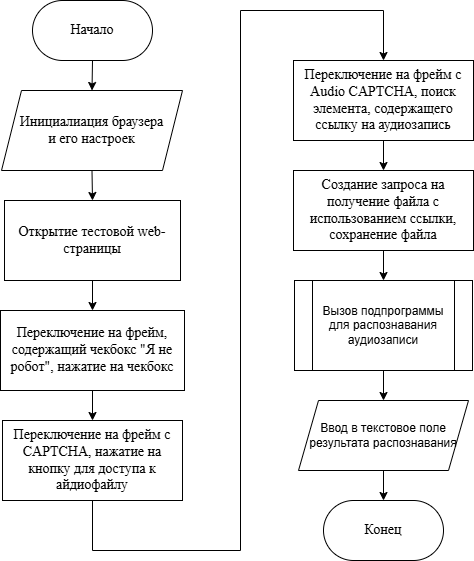 Начало
Инициалиация браузера
и его настроек
Открытие тестовой web-
страницы
Переключение на фрейм,
содержащий чекбокс "Я не
робот", нажатие на чекбокс
Переключение на фрейм с
CAPTCHA, нажатие на
кнопку для доступа к
айдиофайлу
Переключение на фрейм с
Audio CAPTCHA, поиск
элемента, содержащего
ссылку на аудиозапись
Создание запроса на
получение файла с
использованием ссылки,
сохранение файла
Вызов подпрограммы
для распознавания
аудиозаписи
Ввод в текстовое поле
результата распознавания
Конец